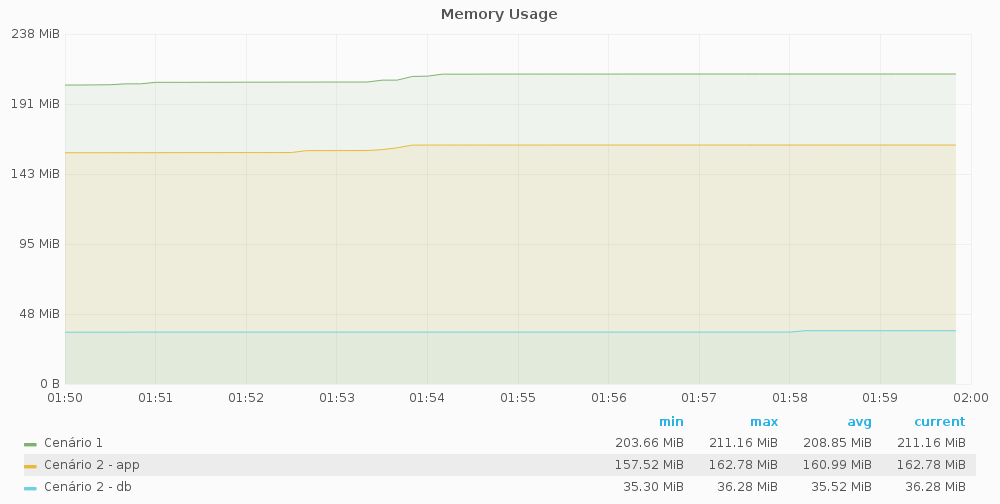 Memory Usage
238 MiB
191 MiB
143 MiB
95 MiB
48 MiB
0 B
01:50 01:51 01:52 01:53 01:54 01:55 01:56 01:57 01:58 01:59 02:00
min max avg current
Cenário 1 203.66 MiB 211.16 MiB 208.85 MiB 211.16 MiB
Cenário 2 - app 157.52 MiB 162.78 MiB 160.99 MiB 162.78 MiB
Cenário 2 - db 35.30 MiB 36.28 MiB 35.52 MiB 36.28 MiB